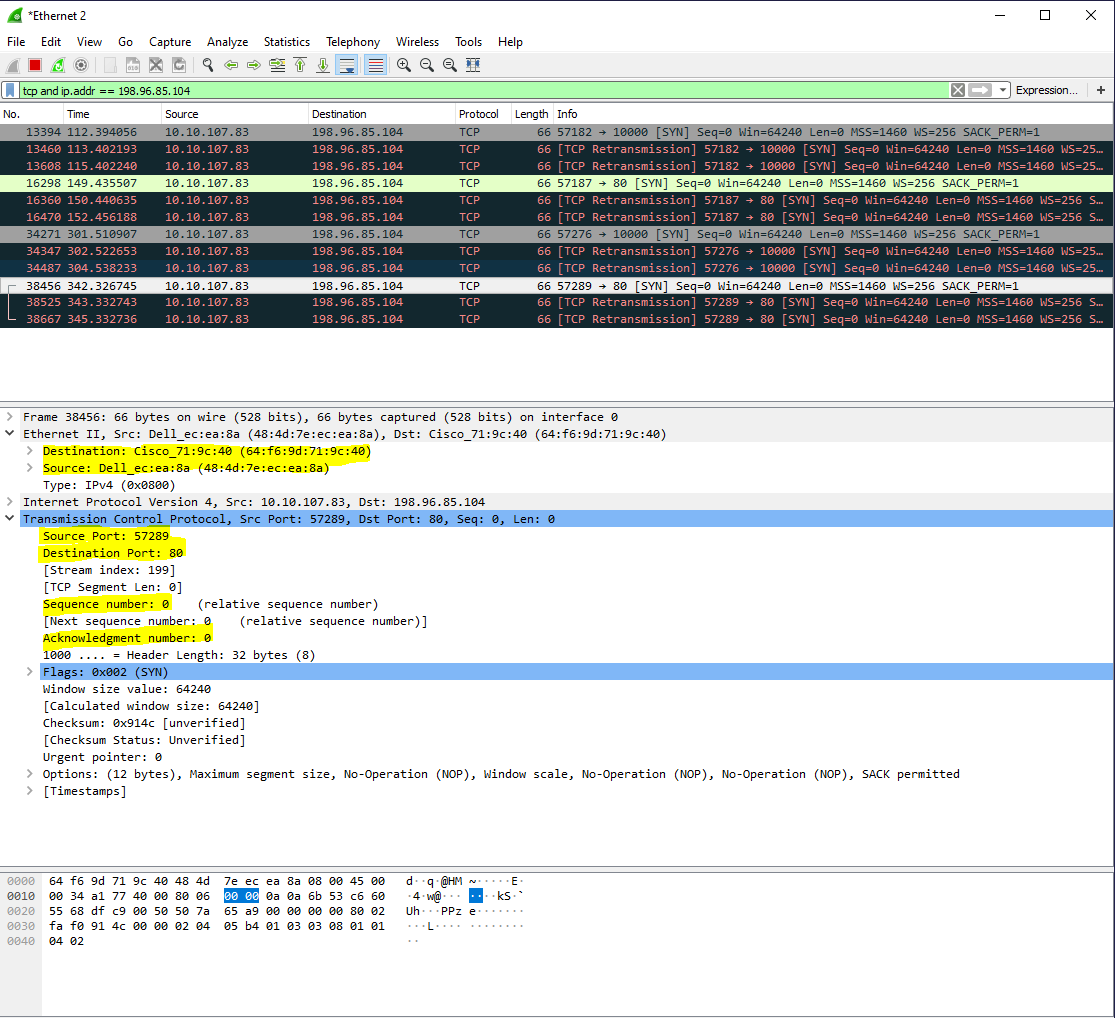 *Ethernet 2
File Edit View Go Capture Analyze Statistics Telephony Wireless Tools Help
tcp and ip.addr == 198.96.85.104 Expression… +
No. Time Source Destination Protocol Length Info
13394 112.394056 10.10.107.83 198.96.85.104 TCP 66 57182 → 10000 [SYN] Seq=0 Win=64240 Len=0 MSS=1460 WS=256 SACK_PERM=1
13460 113.402193 10.10.107.83 198.96.85.104 TCP 66 [TCP Retransmission] 57182 → 10000 [SYN] Seq=0 Win=64240 Len=0 MSS=1460 WS=25…
13608 115.402240 10.10.107.83 198.96.85.104 TCP 66 [TCP Retransmission] 57182 → 10000 [SYN] Seq=0 Win=64240 Len=0 MSS=1460 WS=25…
16298 149.435507 10.10.107.83 198.96.85.104 TCP 66 57187 → 80 [SYN] Seq=0 Win=64240 Len=0 MSS=1460 WS=256 SACK_PERM=1
16360 150.440635 10.10.107.83 198.96.85.104 TCP 66 [TCP Retransmission] 57187 → 80 [SYN] Seq=0 Win=64240 Len=0 MSS=1460 WS=256 S…
16470 152.456188 10.10.107.83 198.96.85.104 TCP 66 [TCP Retransmission] 57187 → 80 [SYN] Seq=0 Win=64240 Len=0 MSS=1460 WS=256 S…
34271 301.510907 10.10.107.83 198.96.85.104 TCP 66 57276 → 10000 [SYN] Seq=0 Win=64240 Len=0 MSS=1460 WS=256 SACK_PERM=1
34347 302.522653 10.10.107.83 198.96.85.104 TCP 66 [TCP Retransmission] 57276 → 10000 [SYN] Seq=0 Win=64240 Len=0 MSS=1460 WS=25…
34487 304.538233 10.10.107.83 198.96.85.104 TCP 66 [TCP Retransmission] 57276 → 10000 [SYN] Seq=0 Win=64240 Len=0 MSS=1460 WS=25…
38456 342.326745 10.10.107.83 198.96.85.104 TCP 66 57289 → 80 [SYN] Seq=0 Win=64240 Len=0 MSS=1460 WS=256 SACK_PERM=1
38525 343.332743 10.10.107.83 198.96.85.104 TCP 66 [TCP Retransmission] 57289 → 80 [SYN] Seq=0 Win=64240 Len=0 MSS=1460 WS=256 S…
38667 345.332736 10.10.107.83 198.96.85.104 TCP 66 [TCP Retransmission] 57289 → 80 [SYN] Seq=0 Win=64240 Len=0 MSS=1460 WS=256 S…
Frame 38456: 66 bytes on wire (528 bits), 66 bytes captured (528 bits) on interface 0
Ethernet II, Src: Dell_ec:ea:8a (48:4d:7e:ec:ea:8a), Dst: Cisco_71:9c:40 (64:f6:9d:71:9c:40)
Destination: Cisco_71:9c:40 (64:f6:9d:71:9c:40)
Source: Dell_ec:ea:8a (48:4d:7e:ec:ea:8a)
Type: IPv4 (0x0800)
Internet Protocol Version 4, Src: 10.10.107.83, Dst: 198.96.85.104
Transmission Control Protocol, Src Port: 57289, Dst Port: 80, Seq: 0, Len: 0
Source Port: 57289
Destination Port: 80
[Stream index: 199]
[TCP Segment Len: 0]
Sequence number: 0 (relative sequence number)
[Next sequence number: 0 (relative sequence number)]
Acknowledgment number: 0
1000 .... = Header Length: 32 bytes (8)
Flags: 0x002 (SYN)
Window size value: 64240
[Calculated window size: 64240]
Checksum: 0x914c [unverified]
[Checksum Status: Unverified]
Urgent pointer: 0
Options: (12 bytes), Maximum segment size, No-Operation (NOP), Window scale, No-Operation (NOP), No-Operation (NOP), SACK permitted
[Timestamps]
0000 64 f6 9d 71 9c 40 48 4d 7e ec ea 8a 08 00 45 00 d··q·@HM ~·····E·
0010 00 34 a1 77 40 00 80 06 00 00 0a 0a 6b 53 c6 60 ·4·w@··· ····kS·`
0020 55 68 df c9 00 50 50 7a 65 a9 00 00 00 00 80 02 Uh···PPz e·······
0030 fa f0 91 4c 00 00 02 04 05 b4 01 03 03 08 01 01 ···L···· ········
0040 04 02 ··